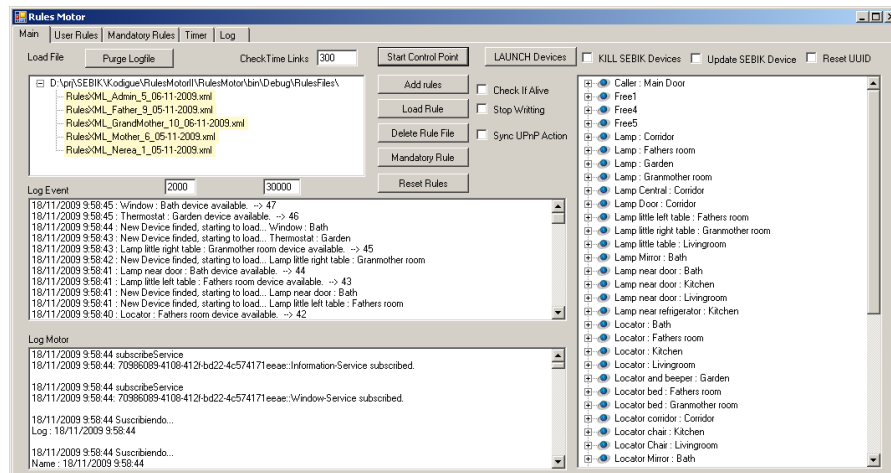 Rules Motor
Main User Rules Mandatory Rules Timer Log
Load File Purge Logfile CheckTime Links 300 Start Control Point LAUNCH Devices KILL SEBIK Devices Update SEBIK Device Reset UUID
D:\prj\SEBIK\Kodigue\RulesMotorII\RulesMotor\bin\Debug\RulesFiles\
RulesXML_Admin_5_06-11-2009.xml
RulesXML_Father_9_05-11-2009.xml
RulesXML_GrandMother_10_06-11-2009.xml
RulesXML_Mother_6_05-11-2009.xml
RulesXML_Nerea_1_05-11-2009.xml
Add rules
Load Rule
Delete Rule File
Mandatory Rule
Reset Rules
Check If Alive
Stop Writting
Sync UPnP Action
Log Event 2000 30000
18/11/2009 9:58:45 : Window : Bath device available. --> 47
18/11/2009 9:58:45 : Thermostat : Garden device available. --> 46
18/11/2009 9:58:44 : New Device finded, starting to load... Window : Bath
18/11/2009 9:58:43 : New Device finded, starting to load... Thermostat : Garden
18/11/2009 9:58:43 : Lamp little right table : Granmother room device available. --> 45
18/11/2009 9:58:42 : New Device finded, starting to load... Lamp little right table : Granmother room
18/11/2009 9:58:41 : Lamp near door : Bath device available. --> 44
18/11/2009 9:58:41 : Lamp little left table : Fathers room device available. --> 43
18/11/2009 9:58:41 : New Device finded, starting to load... Lamp near door : Bath
18/11/2009 9:58:41 : New Device finded, starting to load... Lamp little left table : Fathers room
18/11/2009 9:58:40 : Locator : Fathers room device available. --> 42
Log Motor
18/11/2009 9:58:44 subscribeService
18/11/2009 9:58:44: 70986089-4108-412f-bd22-4c574171eeae::Information-Service subscribed.
18/11/2009 9:58:44 subscribeService
18/11/2009 9:58:44: 70986089-4108-412f-bd22-4c574171eeae::Window-Service subscribed.
18/11/2009 9:58:44 Suscribiendo...
Log : 18/11/2009 9:58:44
18/11/2009 9:58:44 Suscribiendo...
Name : 18/11/2009 9:58:44
Caller : Main Door
Free1
Free4
Free5
Lamp : Corridor
Lamp : Fathers room
Lamp : Garden
Lamp : Granmother room
Lamp Central : Corridor
Lamp Door : Corridor
Lamp little left table : Fathers room
Lamp little right table : Granmother room
Lamp little table : Livingroom
Lamp Mirror : Bath
Lamp near door : Bath
Lamp near door : Kitchen
Lamp near door : Livingroom
Lamp near refrigerator : Kitchen
Locator : Bath
Locator : Fathers room
Locator : Kitchen
Locator : Livingroom
Locator and beeper : Garden
Locator bed : Fathers room
Locator bed : Granmother room
Locator corridor : Corridor
Locator chair : Kitchen
Locator Chair : Livingroom
Locator Mirror : Bath